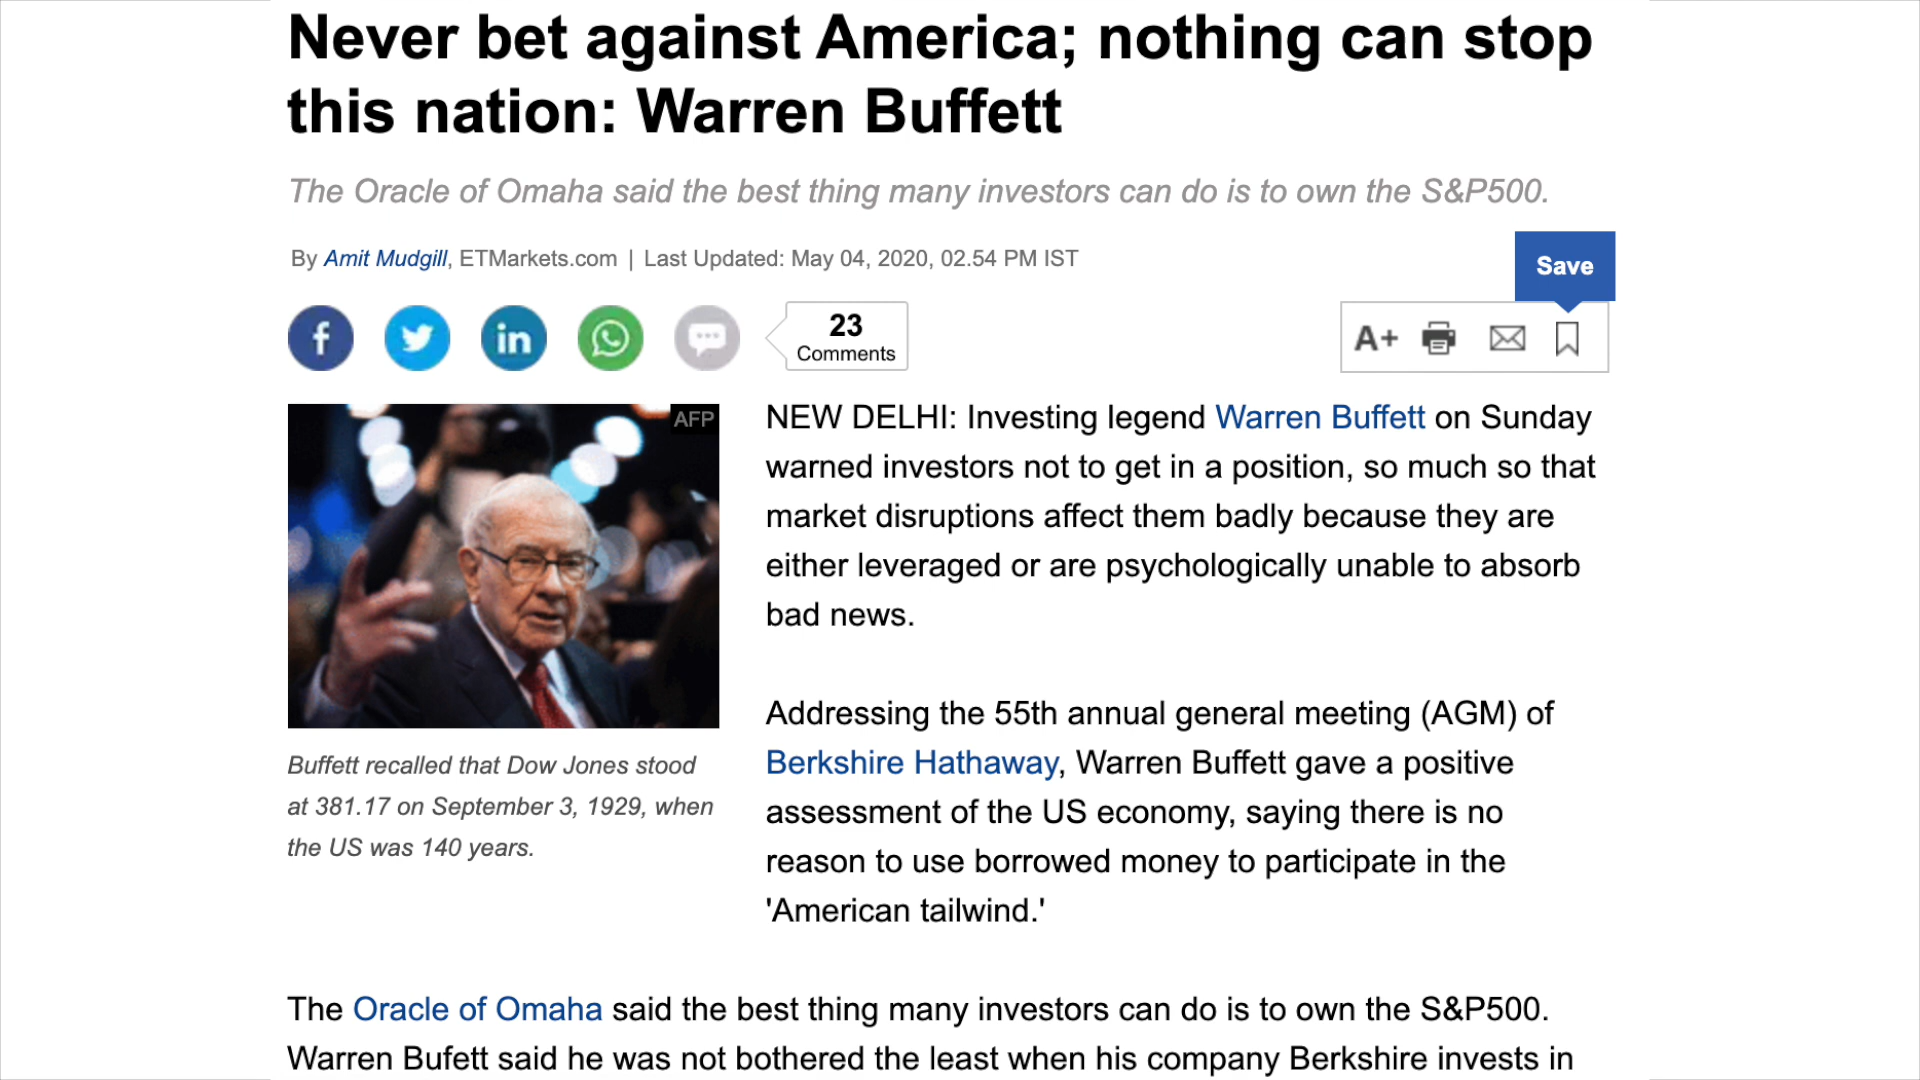 Never bet against America; nothing can stop
this nation: Warren Buffett
The Oracle of Omaha said the best thing many investors can do is to own the S&P500.
By Amit Mudgill, ETMarkets.com | Last Updated: May 04, 2020, 02.54 PM IST
Save
f
in
23
Comments
A+
AFP
Buffett recalled that Dow Jones stood
at 381.17 on September 3, 1929, when
the US was 140 years.
NEW DELHI: Investing legend Warren Buffett on Sunday
warned investors not to get in a position, so much so that
market disruptions affect them badly because they are
either leveraged or are psychologically unable to absorb
bad news.
Addressing the 55th annual general meeting (AGM) of
Berkshire Hathaway, Warren Buffett gave a positive
assessment of the US economy, saying there is no
reason to use borrowed money to participate in the
'American tailwind.'
The Oracle of Omaha said the best thing many investors can do is to own the S&P500.
Warren Bufett said he was not bothered the least when his company Berkshire invests in